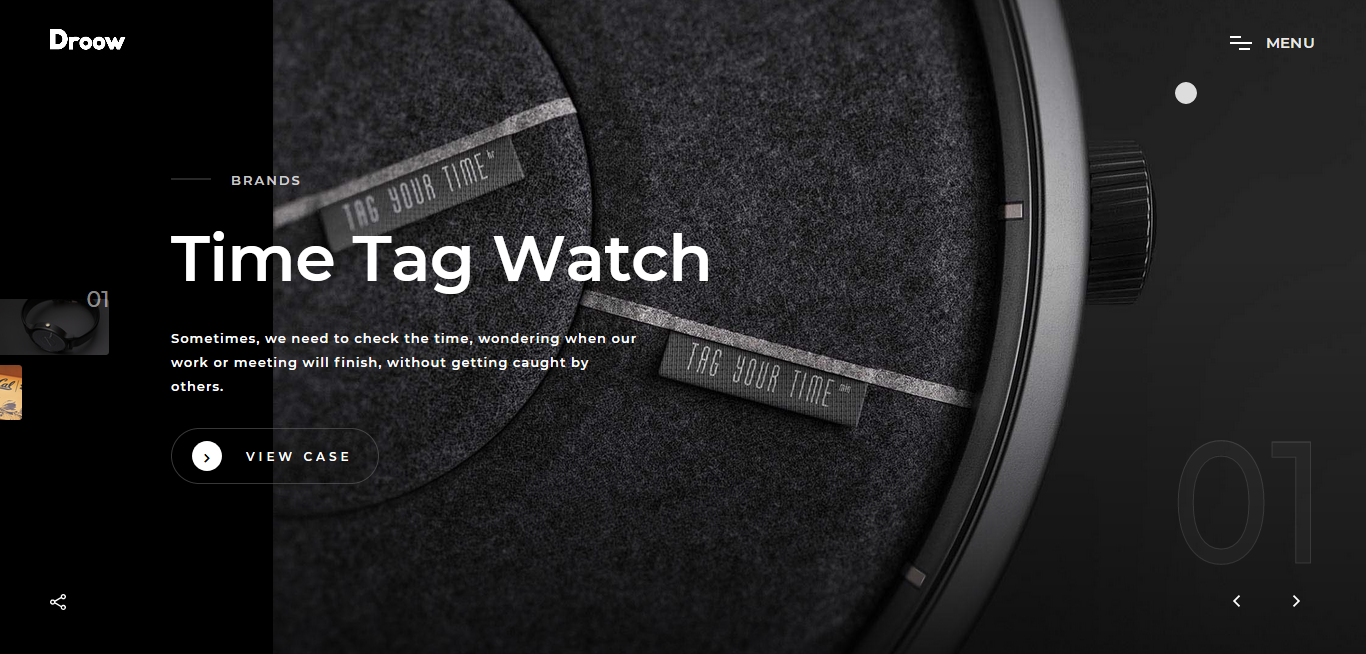 Droow
MENU
BRANDS
TAG YOUR TIME hr
Time Tag Watch
01
Sometimes, we need to check the time, wondering when our
work or meeting will finish, without getting caught by
others.
TAG YOUR TIME
VIEW CASE
01